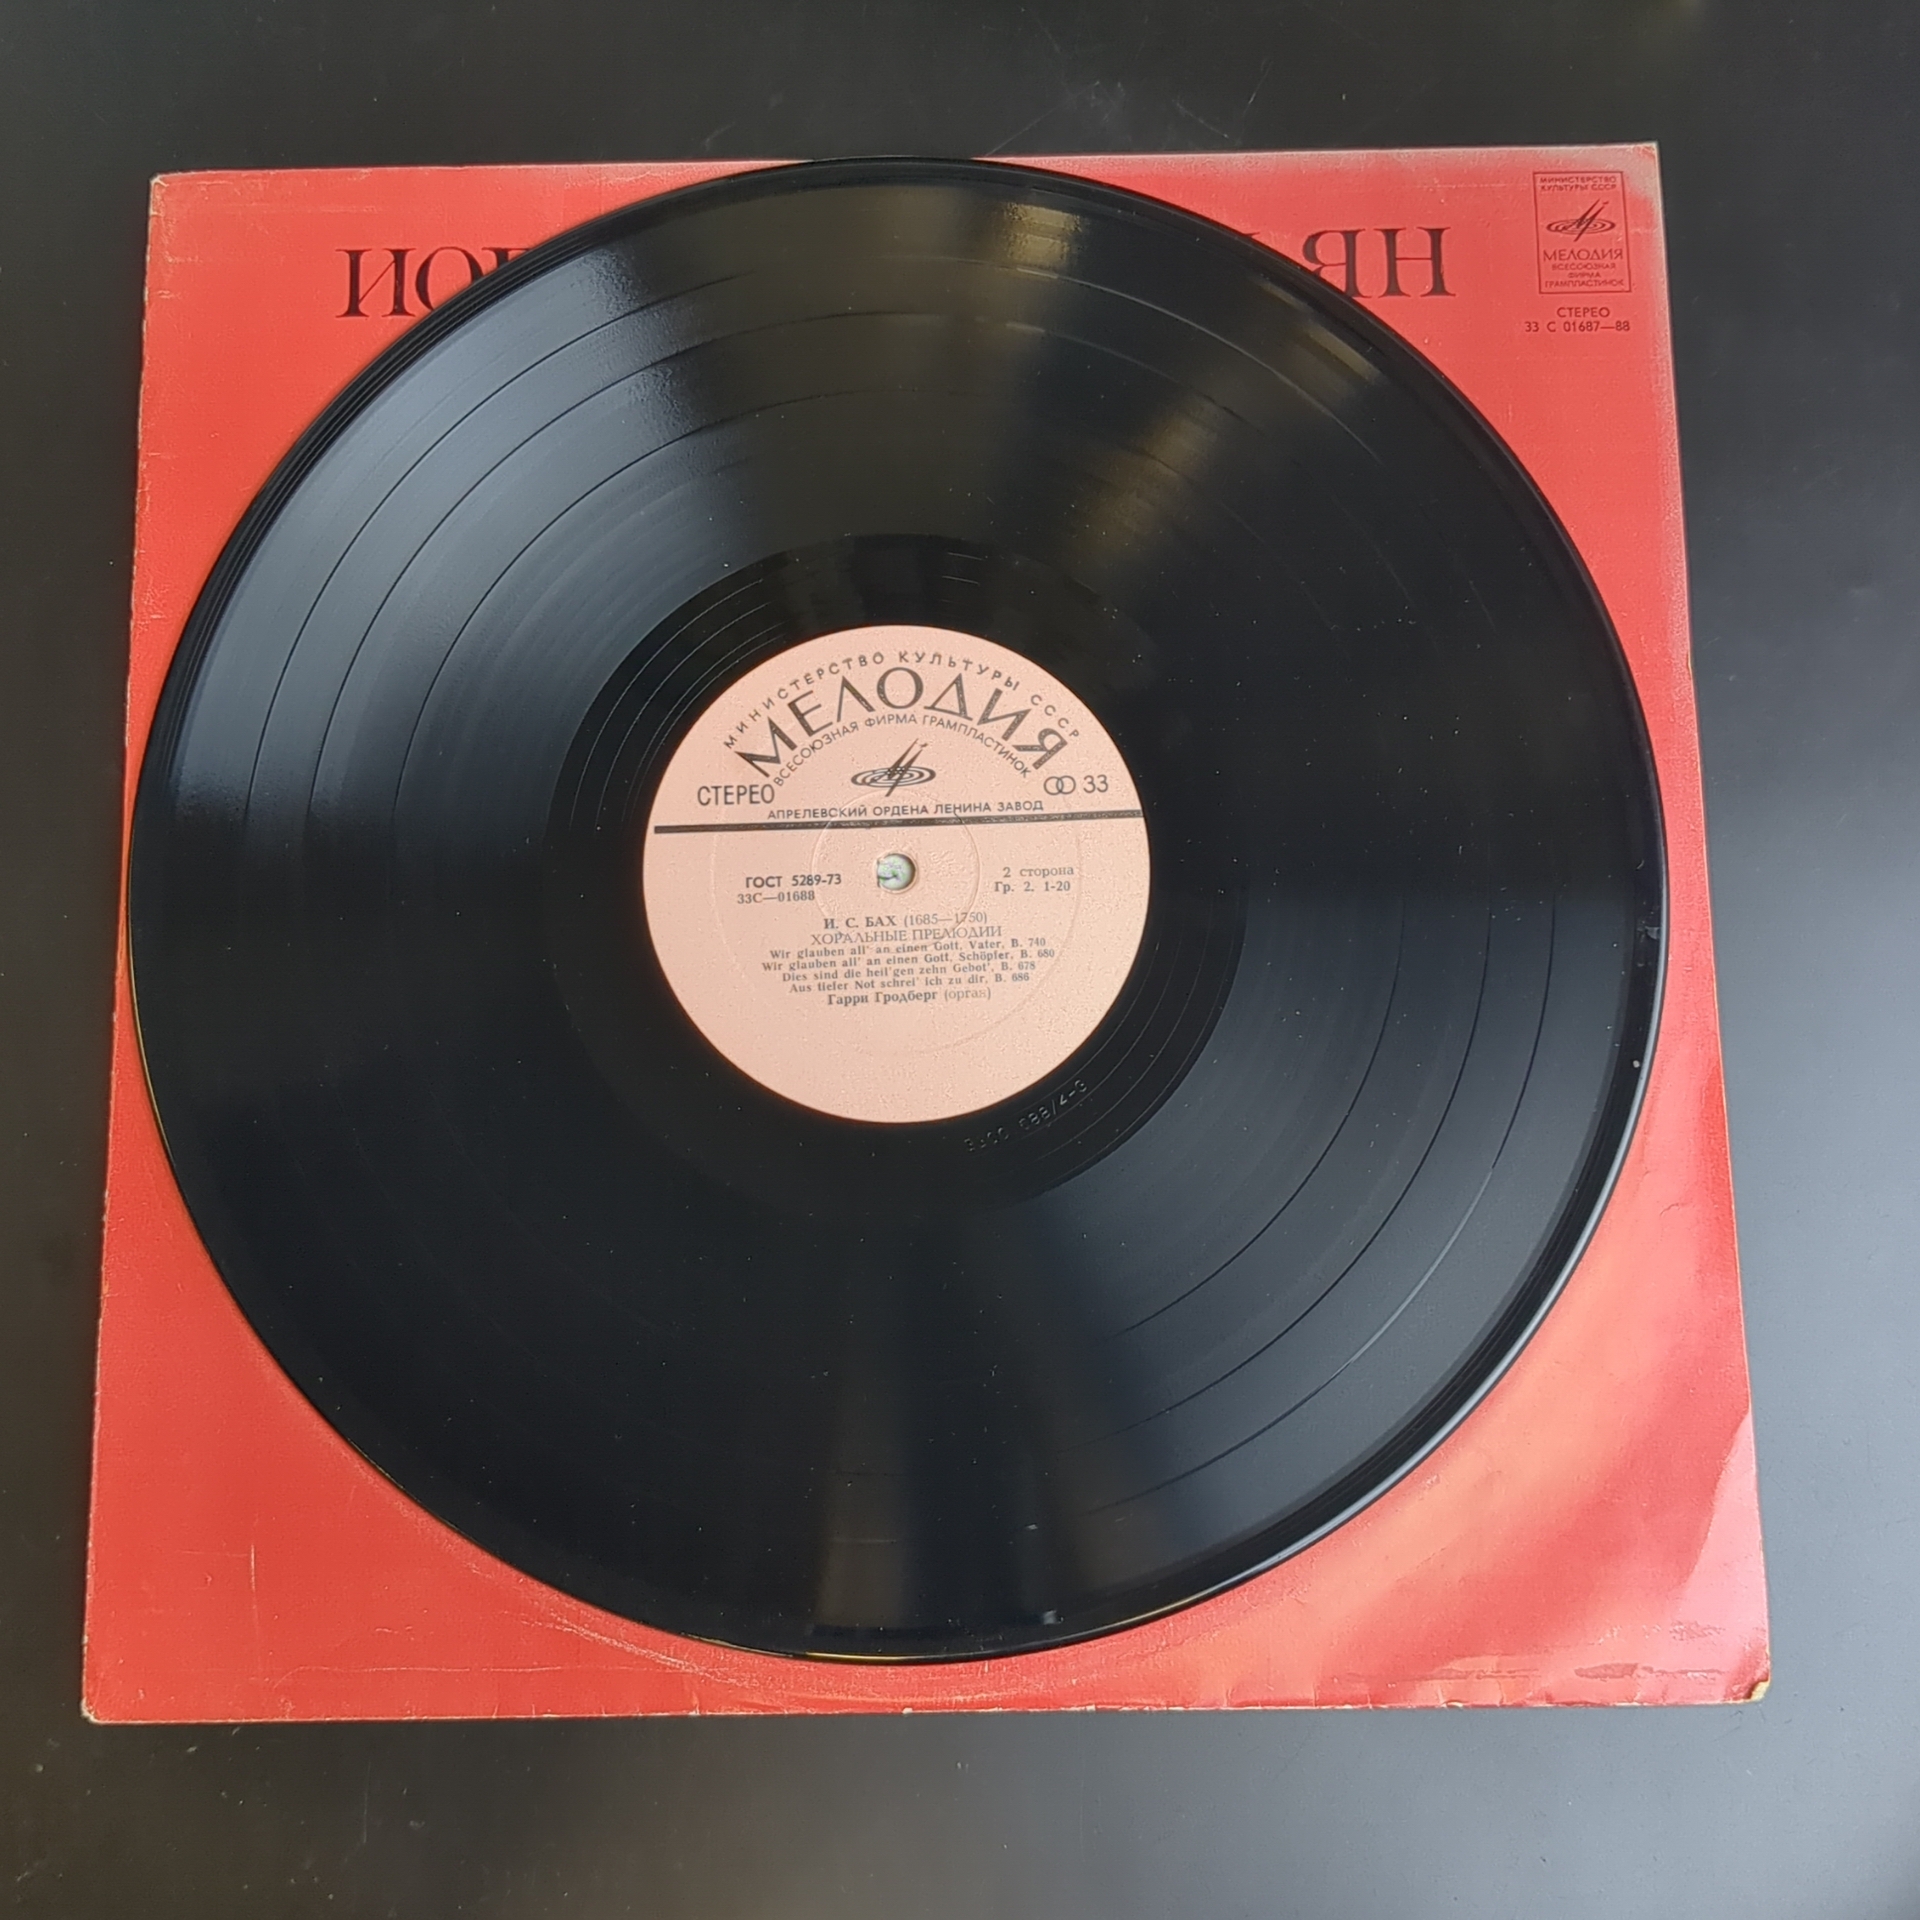 МИНИСТЕРСТВО
КУЛЬТУРЫ СССР
МЕЛОДИЯ
ВСЕСОЮЗНАЯ
ФИРМА
ГРАМПЛАСТИНОК
СТЕРЕО
33 С 01687—88
МИНИСТЕРСТВО КУЛЬТУРЫ СССР
МЕЛОДИЯ
ВСЕСОЮЗНАЯ ФИРМА ГРАМПЛАСТИНОК
СТЕРЕО
33
АПРЕЛЕВСКИЙ ОРДЕНА ЛЕНИНА ЗАВОД
ГОСТ 5289-73
33С—01688
2 сторона
Гр. 2. 1-20
И. С. БАХ (1685—1750)
ХОРАЛЬНЫЕ ПРЕЛЮДИИ
Wir glauben all' an einen Gott, Vater, B. 740
Wir glauben all' an einen Gott, Schöpfer, B. 680
Dies sind die heil'gen zehn Gebot', B. 678
Aus tiefer Not schrei' ich zu dir, B. 686
Гарри Гродберг (орган)